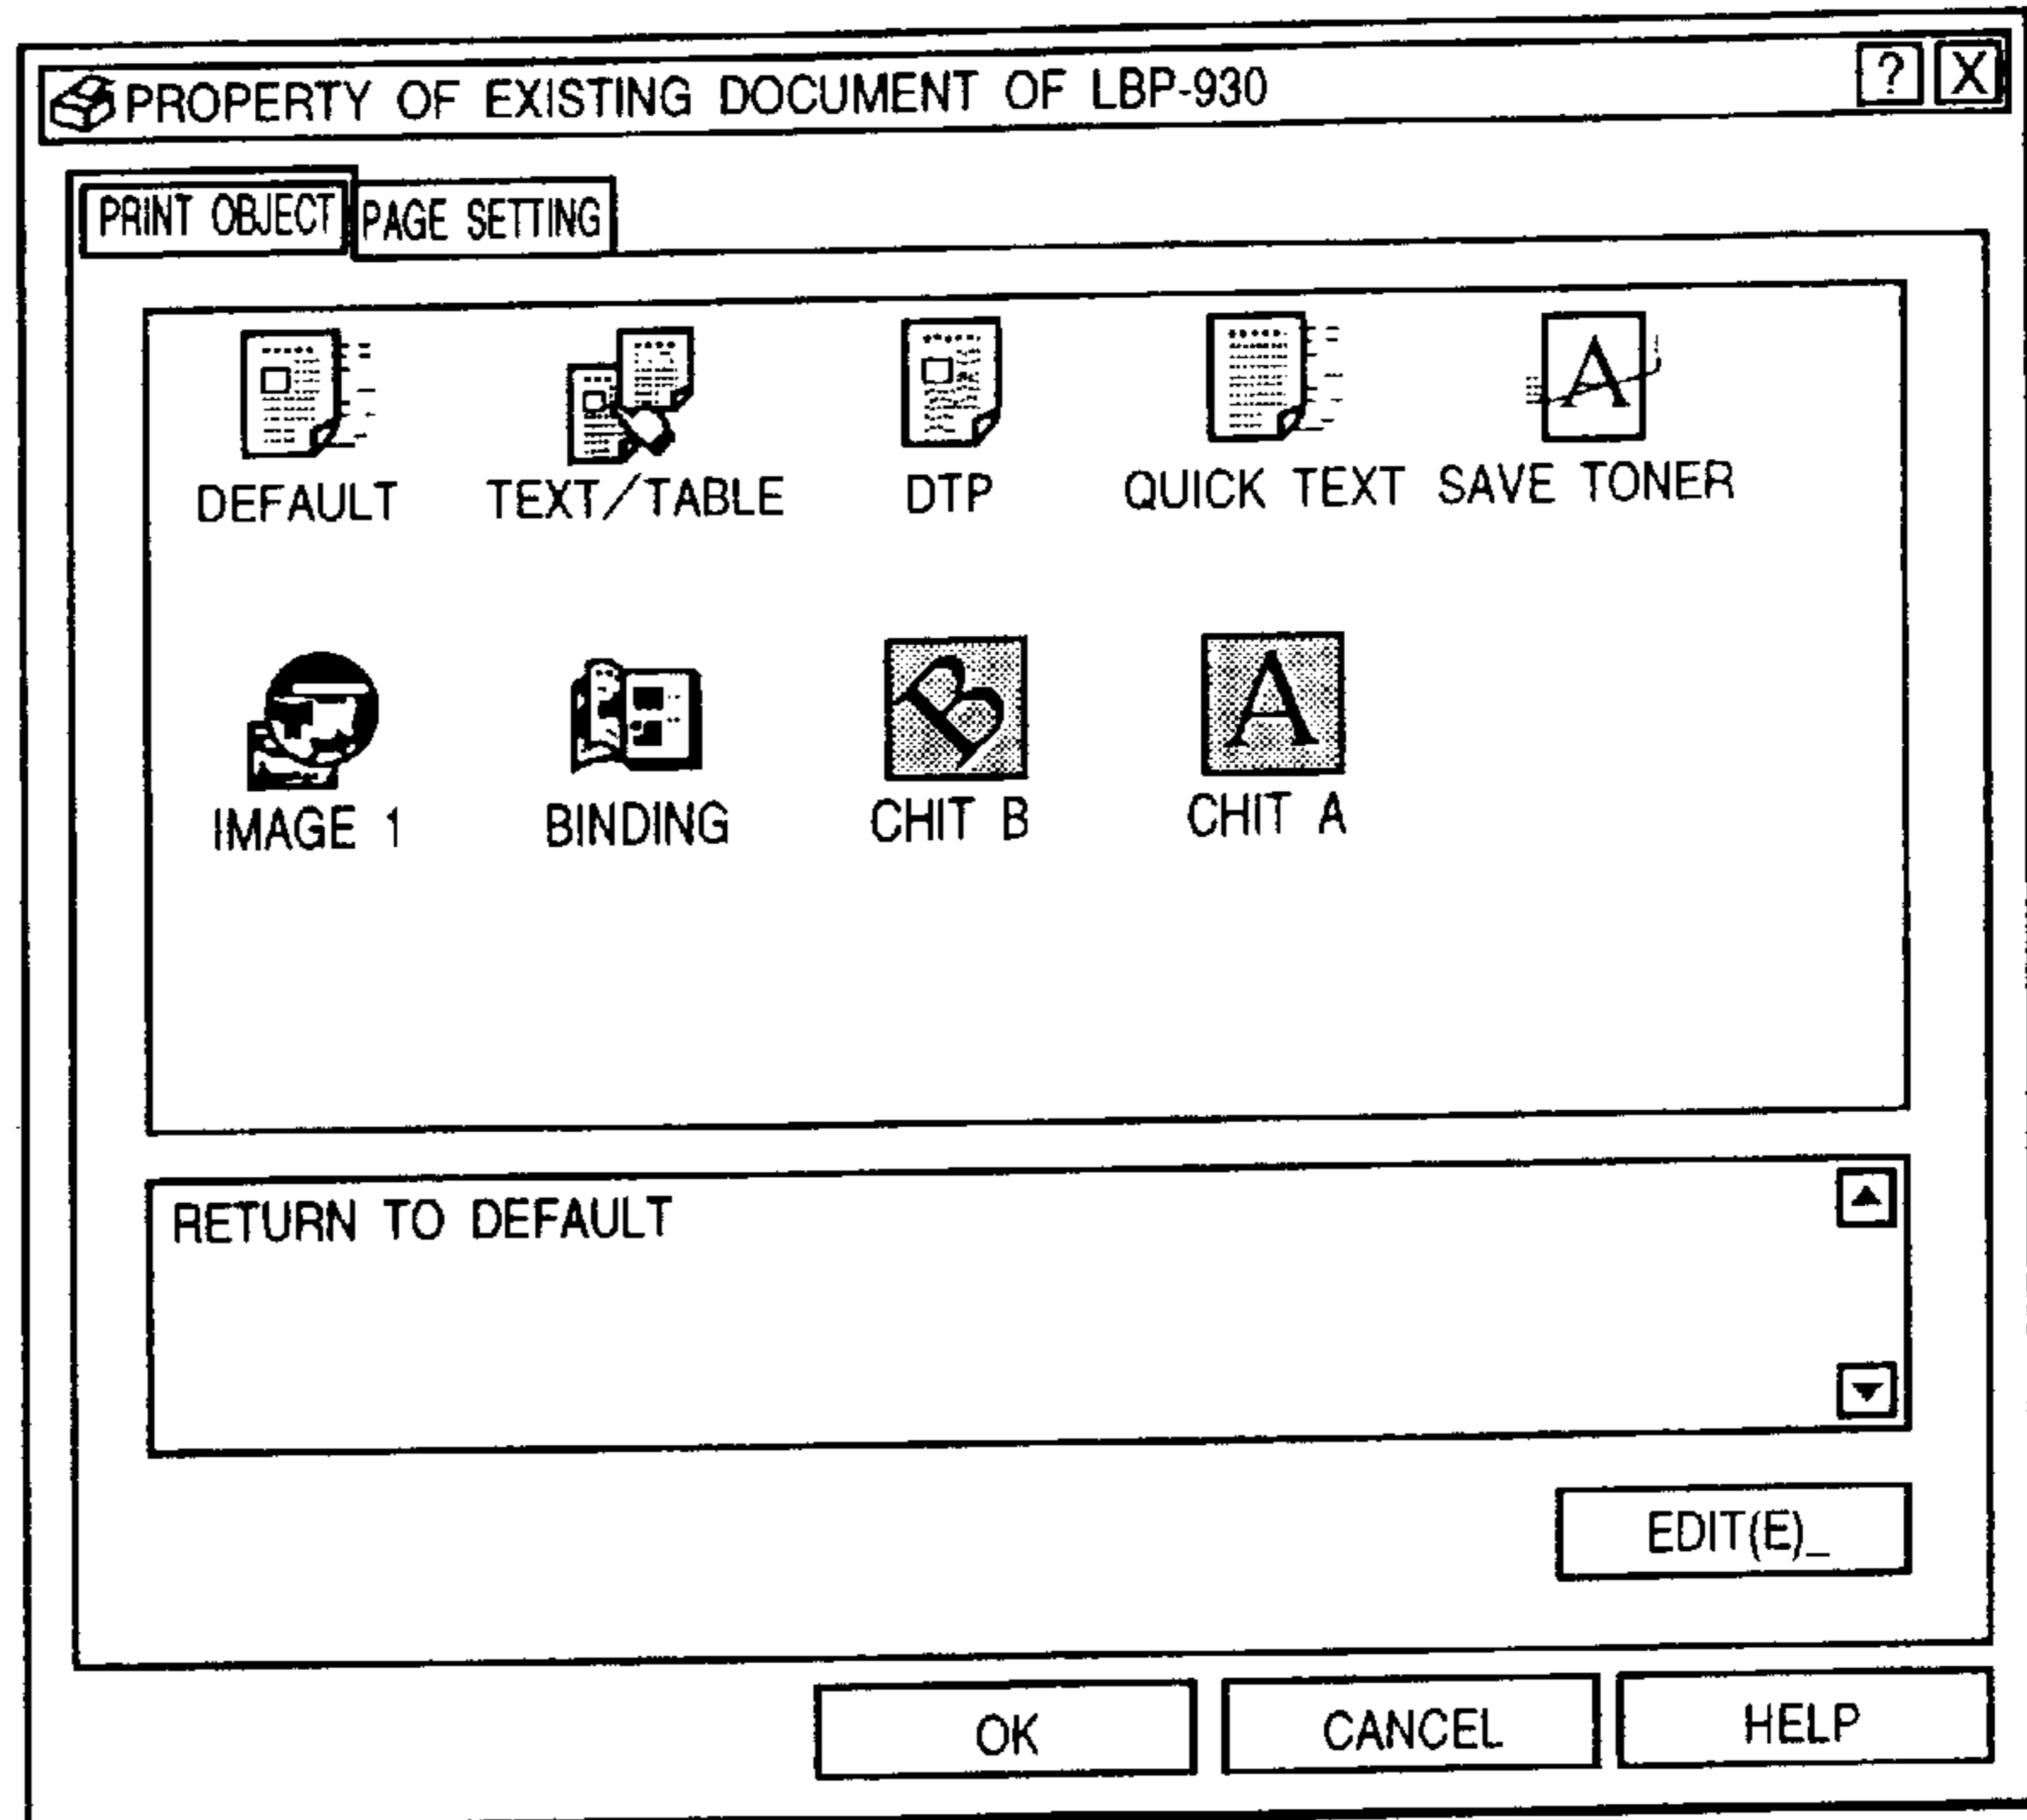 PROPERTY OF EXISTING DOCUMENT OF LBP-930 ? X
PRINT OBJECT PAGE SETTING
A
DEFAULT TEXT/TABLE DTP QUICK TEXT SAVE TONER
B A
IMAGE 1 BINDING CHIT B CHIT A
RETURN TO DEFAULT
EDIT(E)_
OK CANCEL HELP